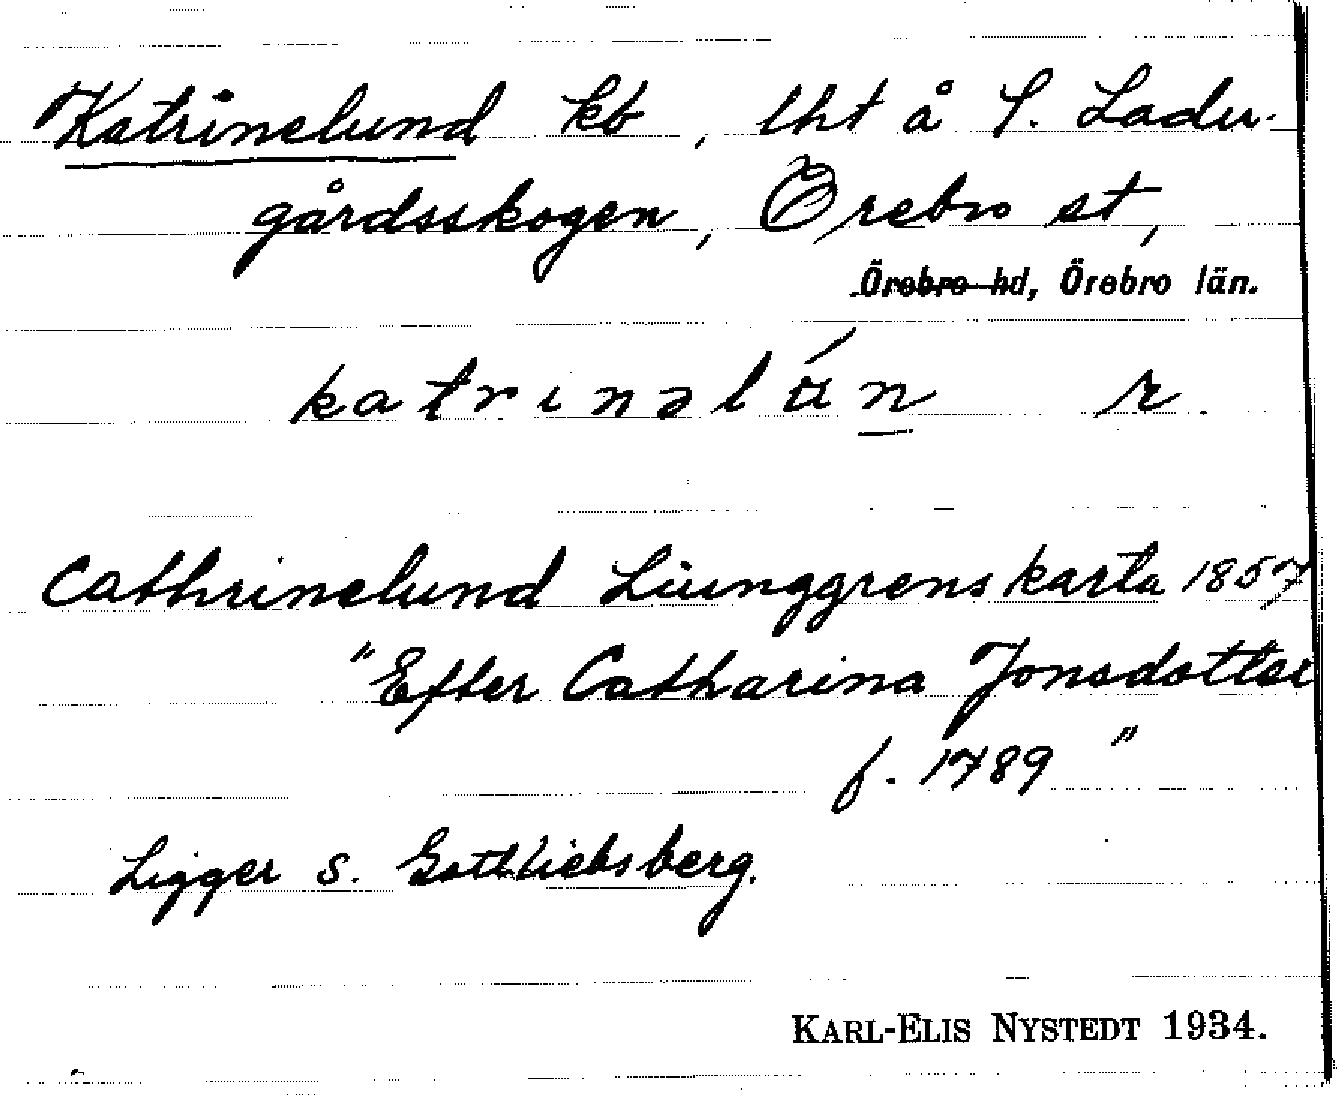 Katrinelund kb, lht å S. Ladu-
gårdsskogen, Örebro st,
Örebro hd, Örebro län.
katrinəlún r.
Cathrinelund Liunggrens karta 1857
"Efter Catharina Jonsdotter
f. 1789"
Ligger s. Gottliebsberg.
KARL-ELIS NYSTEDT 1934.